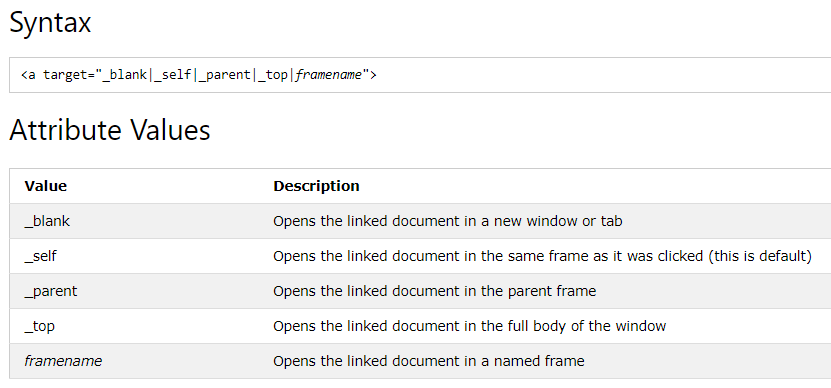 Syntax
<a target="_blank|_self|_parent|_top|framename">
Attribute Values
Value Description
_blank Opens the linked document in a new window or tab
_self Opens the linked document in the same frame as it was clicked (this is default)
_parent Opens the linked document in the parent frame
_top Opens the linked document in the full body of the window
framename Opens the linked document in a named frame